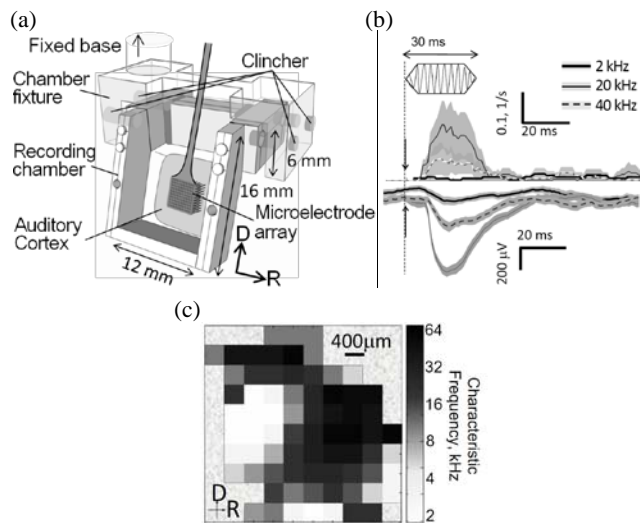 (a)
Fixed base
Clincher
Chamber
fixture
Recording
chamber
6 mm
16 mm
Microelectrode
array
Auditory
Cortex
12 mm
D
R
(b)
30 ms
2 kHz
20 kHz
40 kHz
0.1, 1/s
20 ms
20 ms
200 µV
(c)
400µm
64
32
16
8
4
2
Characteristic
Frequency, kHz
D
R